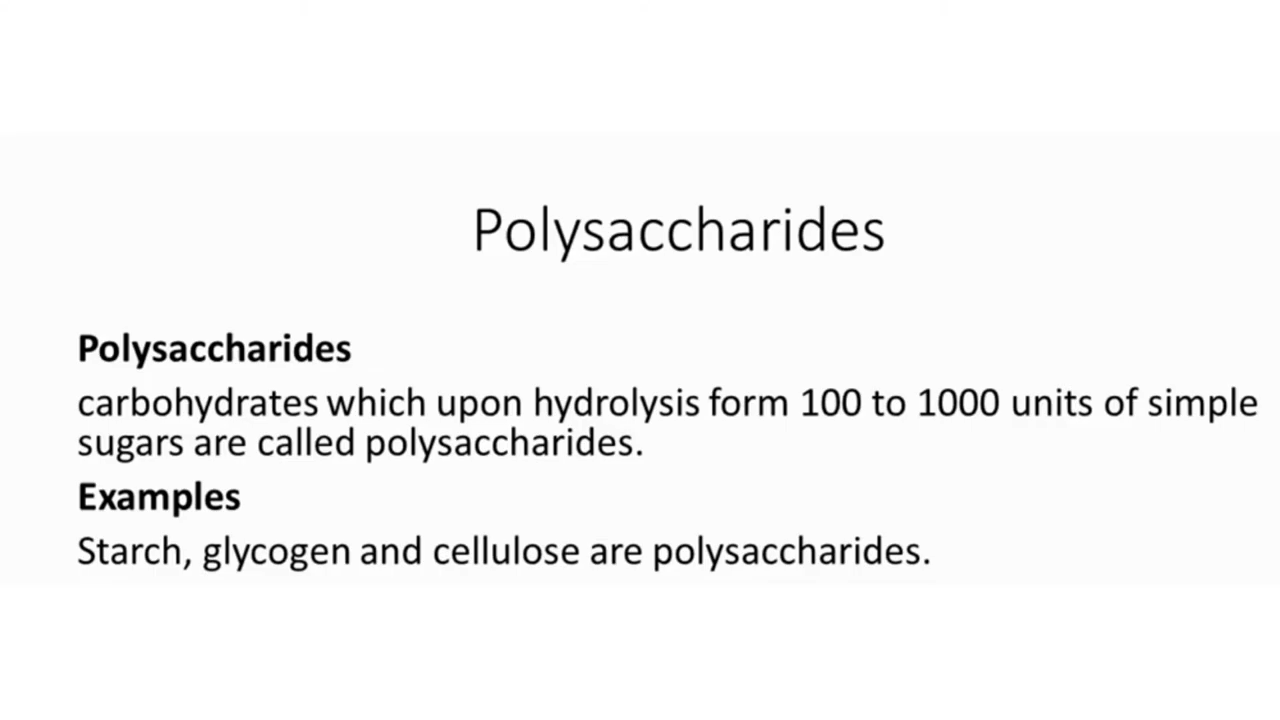 Polysaccharides
Polysaccharides
carbohydrates which upon hydrolysis form 100 to 1000 units of simple
sugars are called polysaccharides.
Examples
Starch, glycogen and cellulose are polysaccharides.